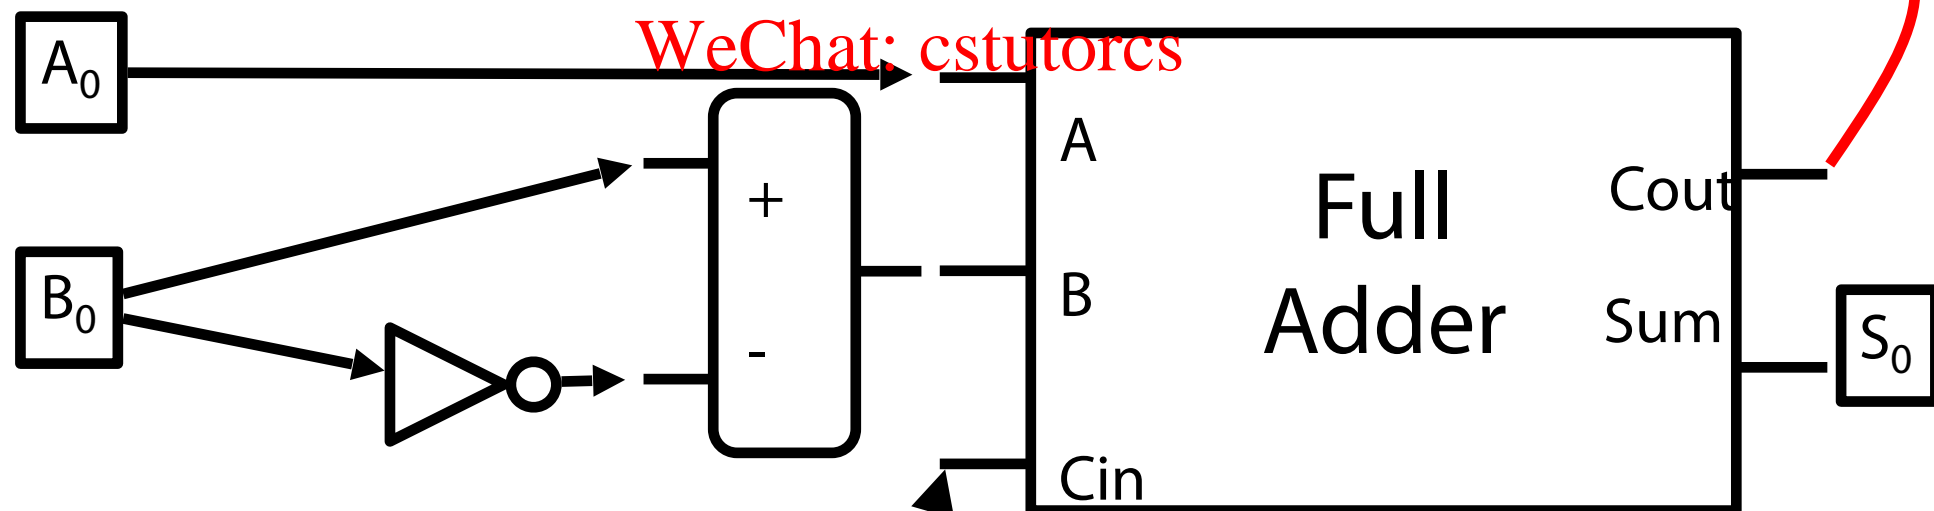 WeChat: cstutorcs
A₀
A
+
Cout
Full
B₀
B
Adder
Sum
S₀
-
Cin